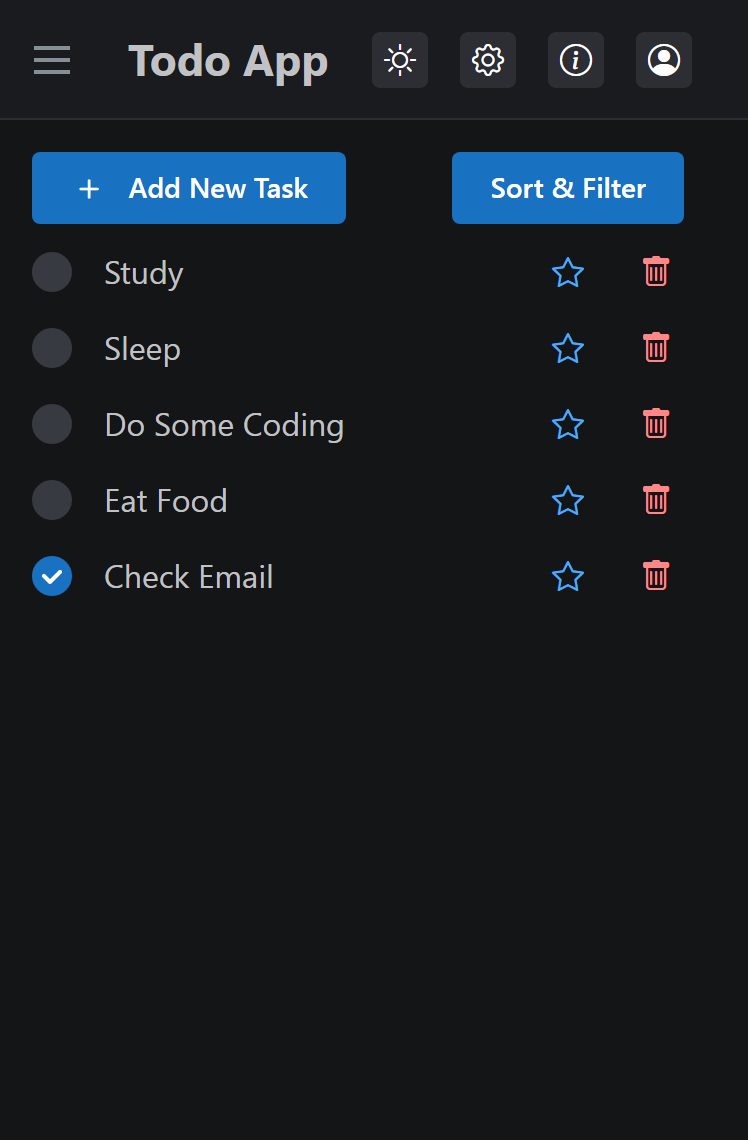 Todo App
Add New Task
Sort & Filter
Study
Sleep
Do Some Coding
Eat Food
Check Email